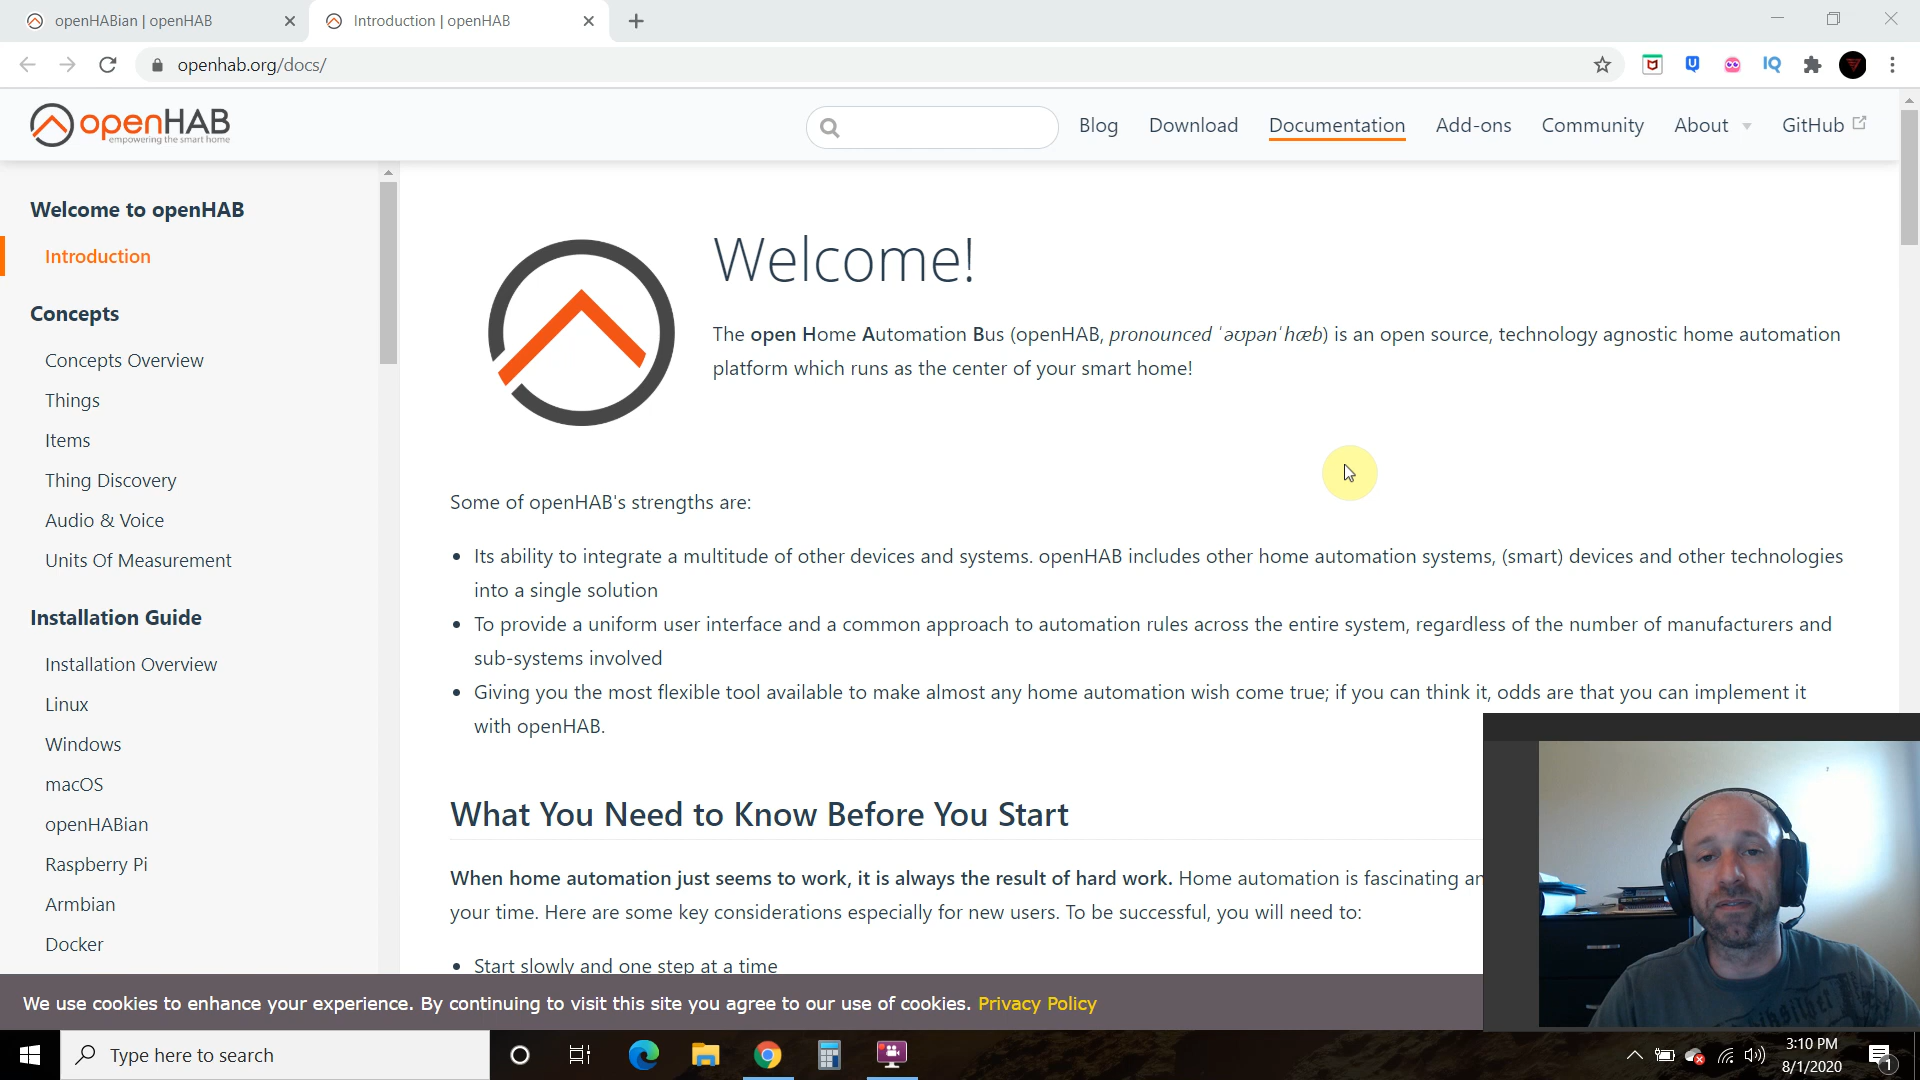 openHABian | openHAB
Introduction | openHAB
openhab.org/docs/
IQ
openHAB
empowering the smart home
Blog
Download
Documentation
Add-ons
Community
About
GitHub
Welcome to openHAB
Introduction
Concepts
Concepts Overview
Things
Items
Thing Discovery
Audio & Voice
Units Of Measurement
Installation Guide
Installation Overview
Linux
Windows
macOS
openHABian
Raspberry Pi
Armbian
Docker
Welcome!
The open Home Automation Bus (openHAB, pronounced ˈəʊpənˈhæb) is an open source, technology agnostic home automation
platform which runs as the center of your smart home!
Some of openHAB's strengths are:
Its ability to integrate a multitude of other devices and systems. openHAB includes other home automation systems, (smart) devices and other technologies
into a single solution
To provide a uniform user interface and a common approach to automation rules across the entire system, regardless of the number of manufacturers and
sub-systems involved
Giving you the most flexible tool available to make almost any home automation wish come true; if you can think it, odds are that you can implement it
with openHAB.
What You Need to Know Before You Start
When home automation just seems to work, it is always the result of hard work. Home automation is fascinating an
your time. Here are some key considerations especially for new users. To be successful, you will need to:
Start slowly and one step at a time
We use cookies to enhance your experience. By continuing to visit this site you agree to our use of cookies. Privacy Policy
Type here to search
3:10 PM
8/1/2020
1